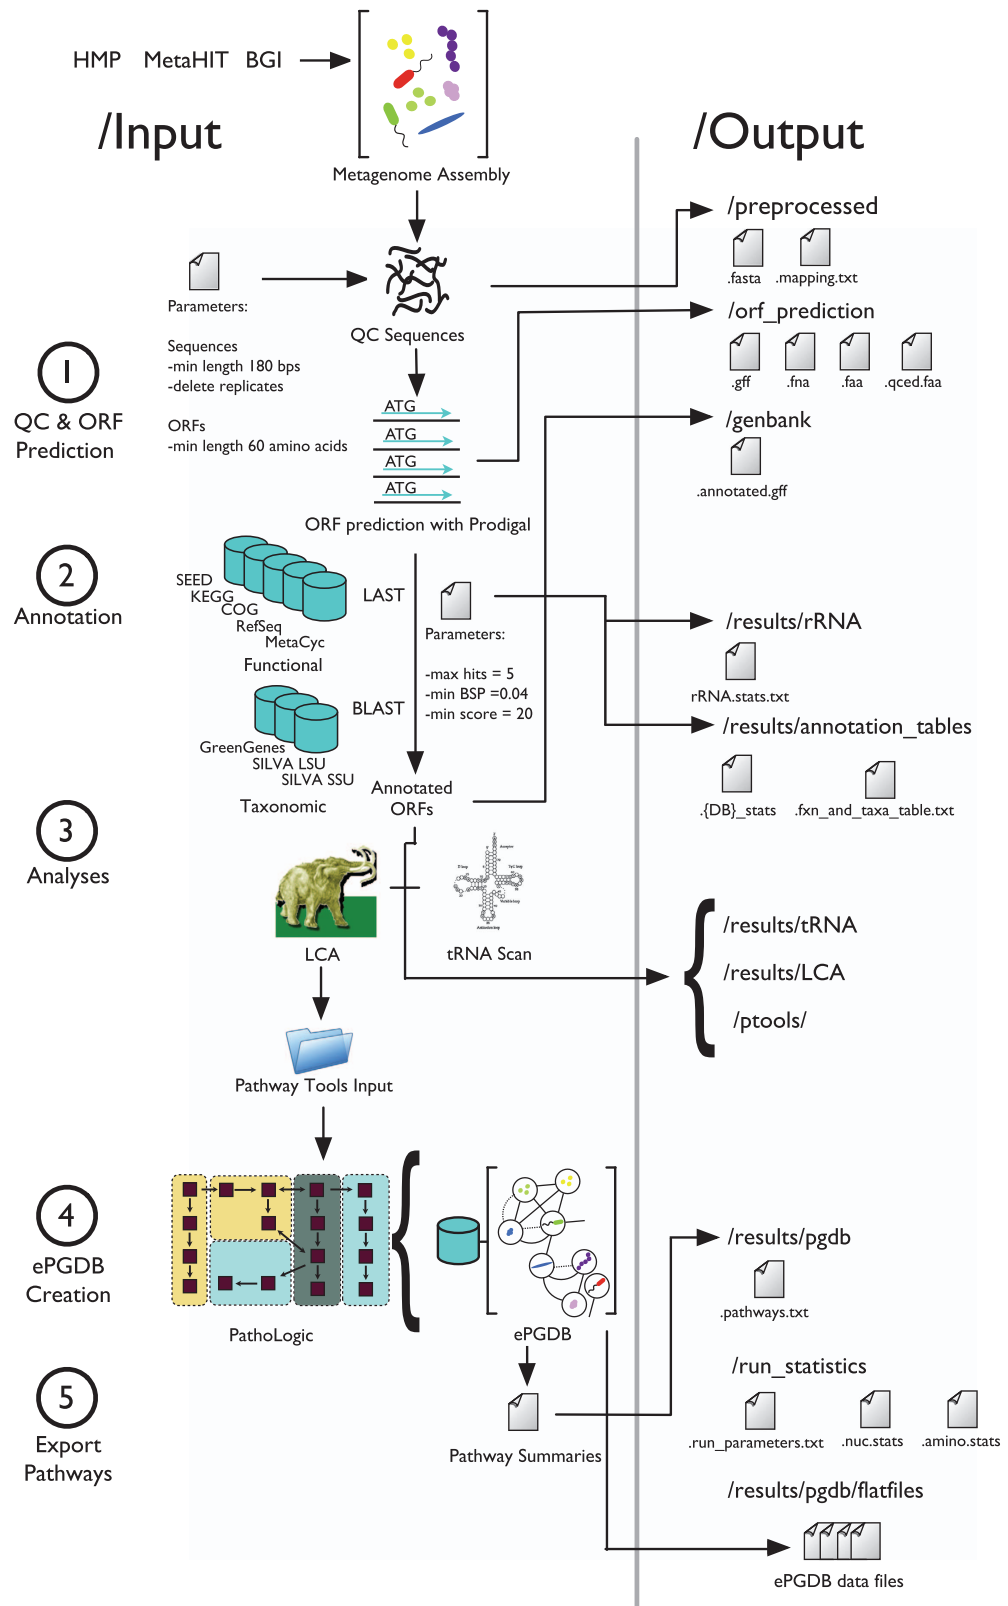 HMP MetaHIT BGI
/Input
/Output
Metagenome Assembly
/preprocessed
.fasta .mapping.txt
Parameters:
QC Sequences
/orf_prediction
Sequences
-min length 180 bps
-delete replicates
.gff .fna .faa .qced.faa
1
QC & ORF
Prediction
ORFs
-min length 60 amino acids
ATG
ATG
ATG
ATG
/genbank
.annotated.gff
ORF prediction with Prodigal
2
Annotation
SEED
KEGG
COG
RefSeq
MetaCyc
Functional
LAST
Parameters:
-max hits = 5
-min BSP =0.04
-min score = 20
/results/rRNA
rRNA.stats.txt
BLAST
GreenGenes
SILVA LSU
SILVA SSU
Taxonomic
/results/annotation_tables
.{DB}_stats .fxn_and_taxa_table.txt
Annotated
ORFs
3
Analyses
LCA
tRNA Scan
/results/tRNA
/results/LCA
/ptools/
Pathway Tools Input
4
ePGDB
Creation
PathoLogic
ePGDB
/results/pgdb
.pathways.txt
/run_statistics
.run_parameters.txt .nuc.stats .amino.stats
5
Export
Pathways
Pathway Summaries
/results/pgdb/flatfiles
ePGDB data files